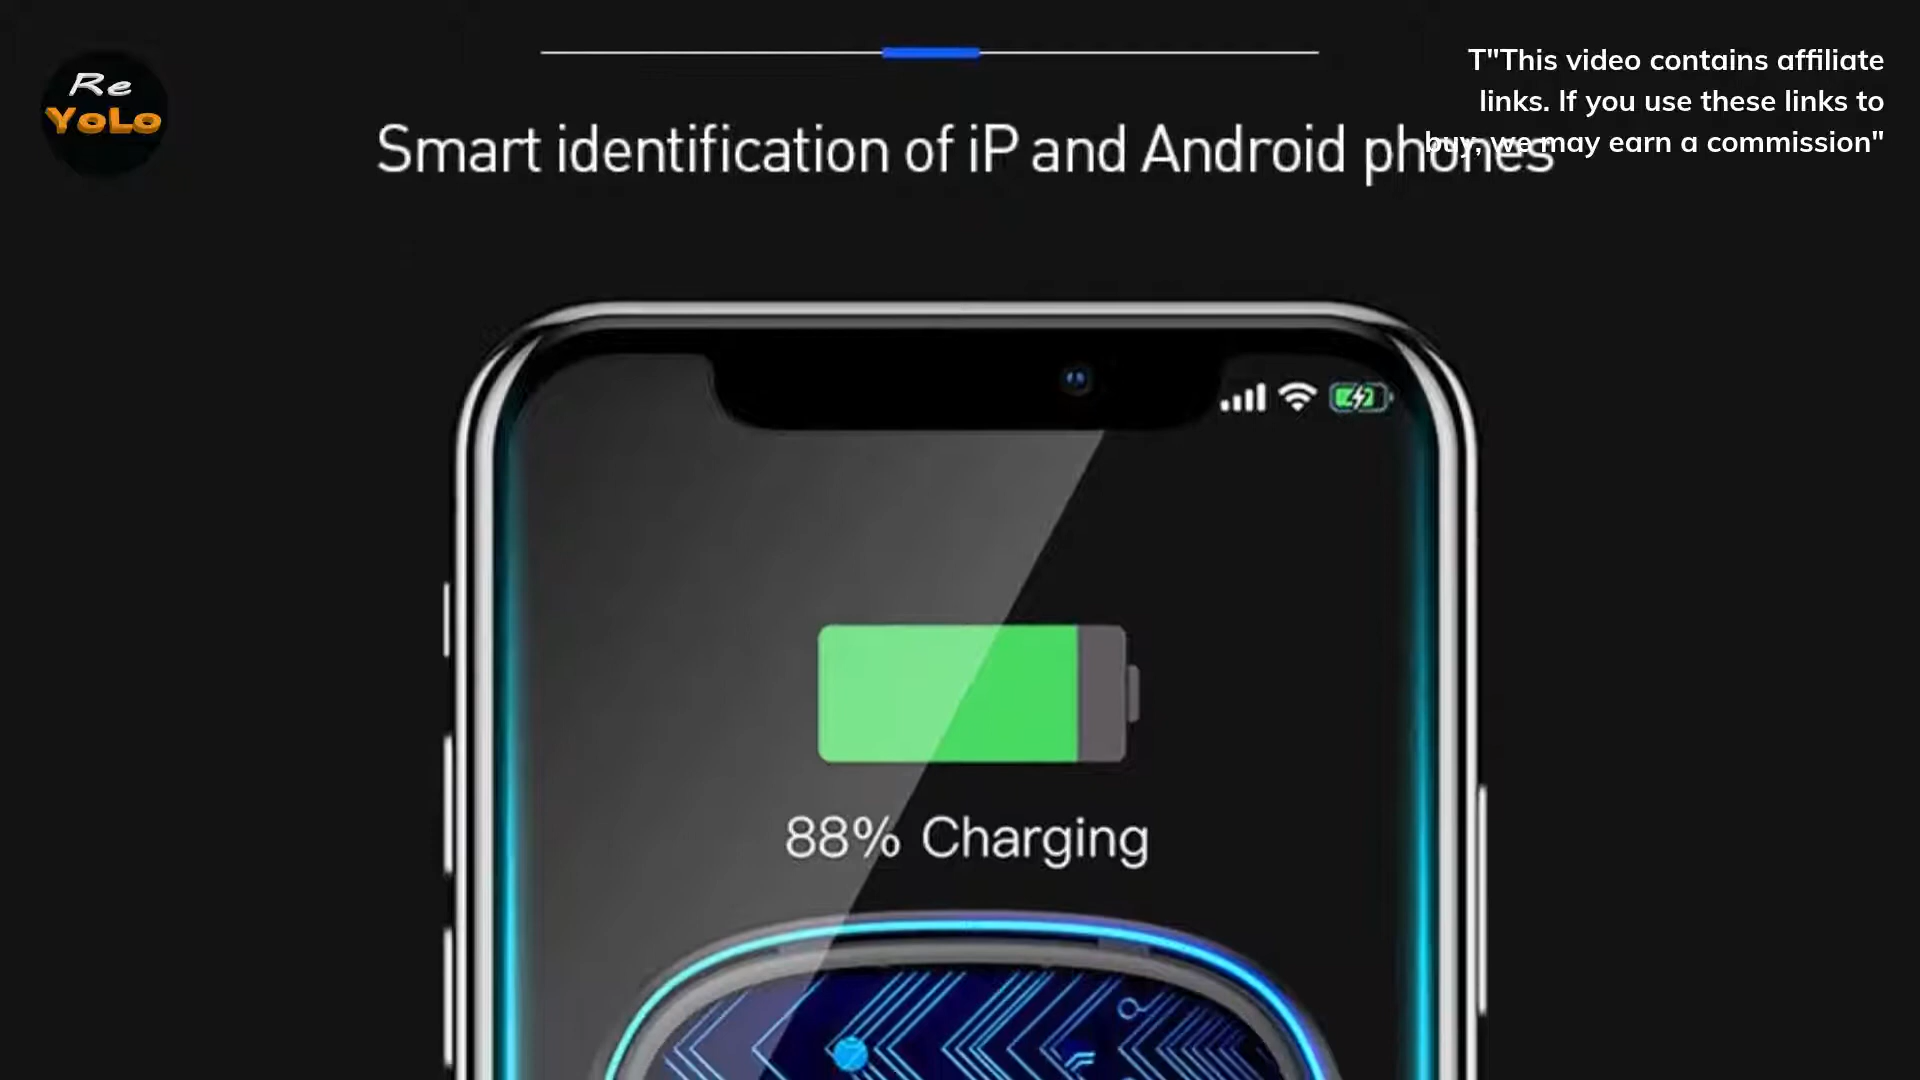 Re
YoLo
T"This video contains affiliate
links. If you use these links to
buy, we may earn a commission"
Smart identification of iP and Android phones
88% Charging